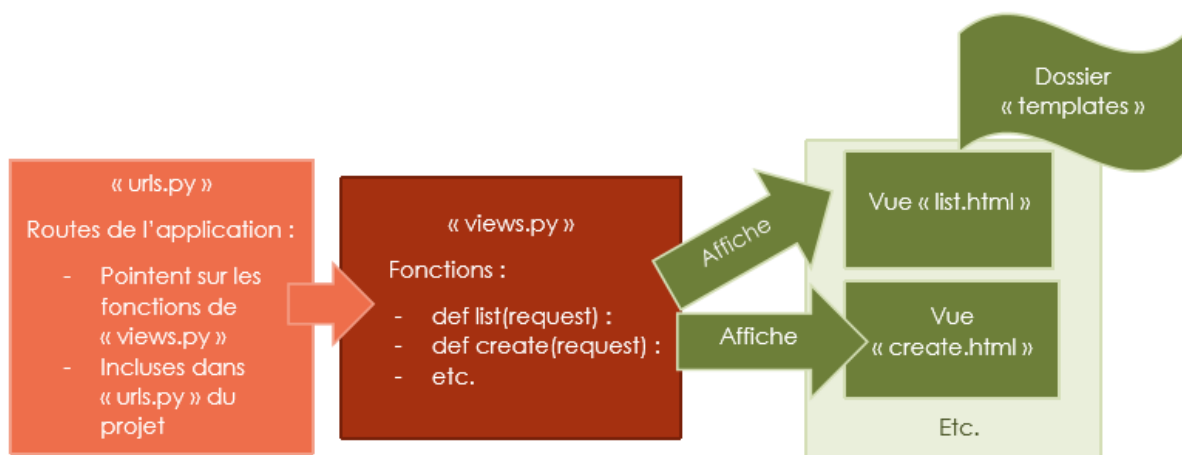 « urls.py »
Routes de l'application :
- Pointent sur les
fonctions de
« views.py »
- Incluses dans
« urls.py » du
projet
« views.py »
Fonctions :
- def list(request) :
- def create(request) :
- etc.
Affiche
Affiche
Dossier
« templates »
Vue « list.html »
Vue
« create.html »
Etc.